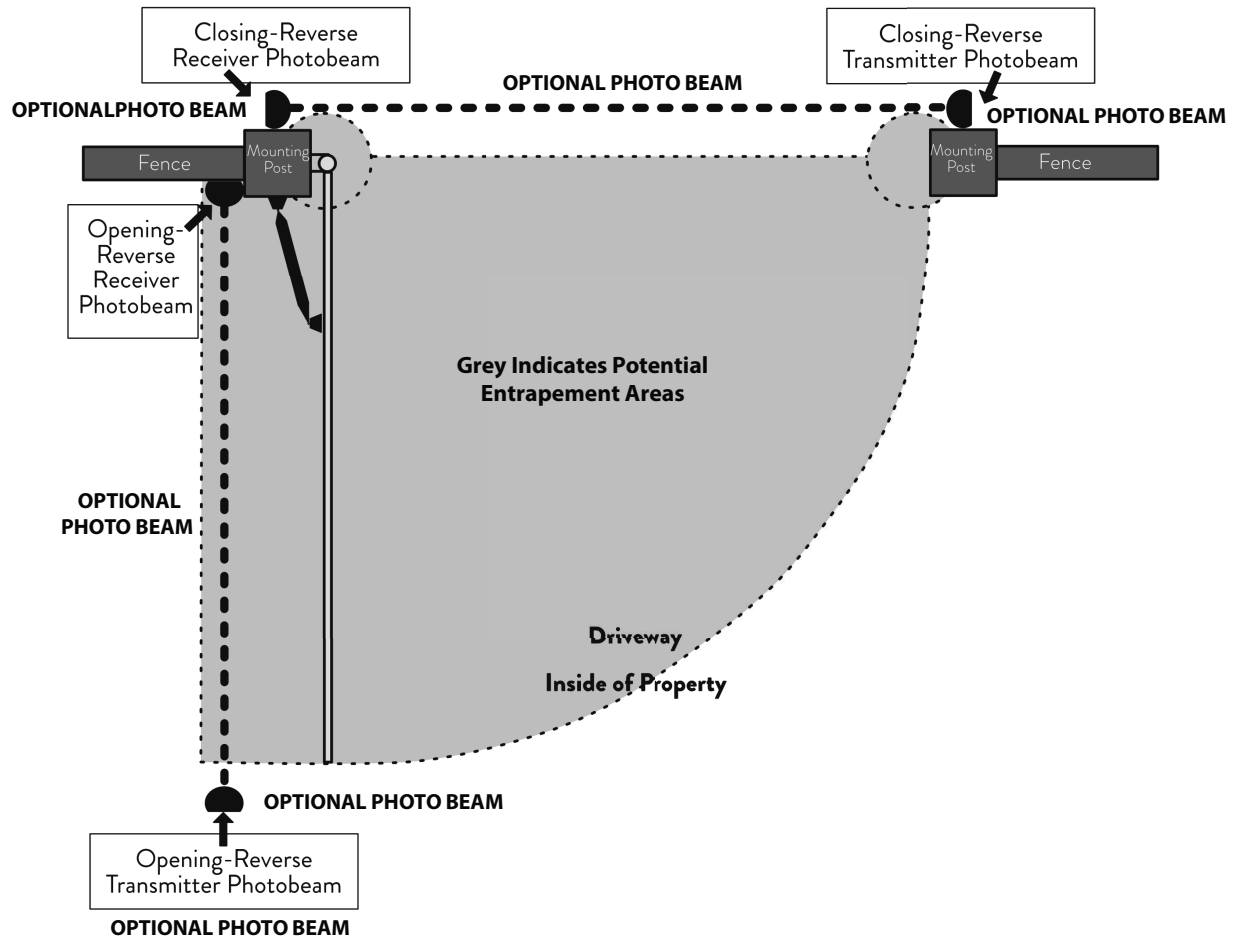 Closing-Reverse
Receiver Photobeam
Closing-Reverse
Transmitter Photobeam
OPTIONAL PHOTO BEAM
OPTIONALPHOTO BEAM
OPTIONAL PHOTO BEAM
Fence
Mounting
Post
Mounting
Post
Fence
Opening-
Reverse
Receiver
Photobeam
Grey Indicates Potential
Entrapement Areas
OPTIONAL
PHOTO BEAM
Driveway
Inside of Property
OPTIONAL PHOTO BEAM
Opening-Reverse
Transmitter Photobeam
OPTIONAL PHOTO BEAM